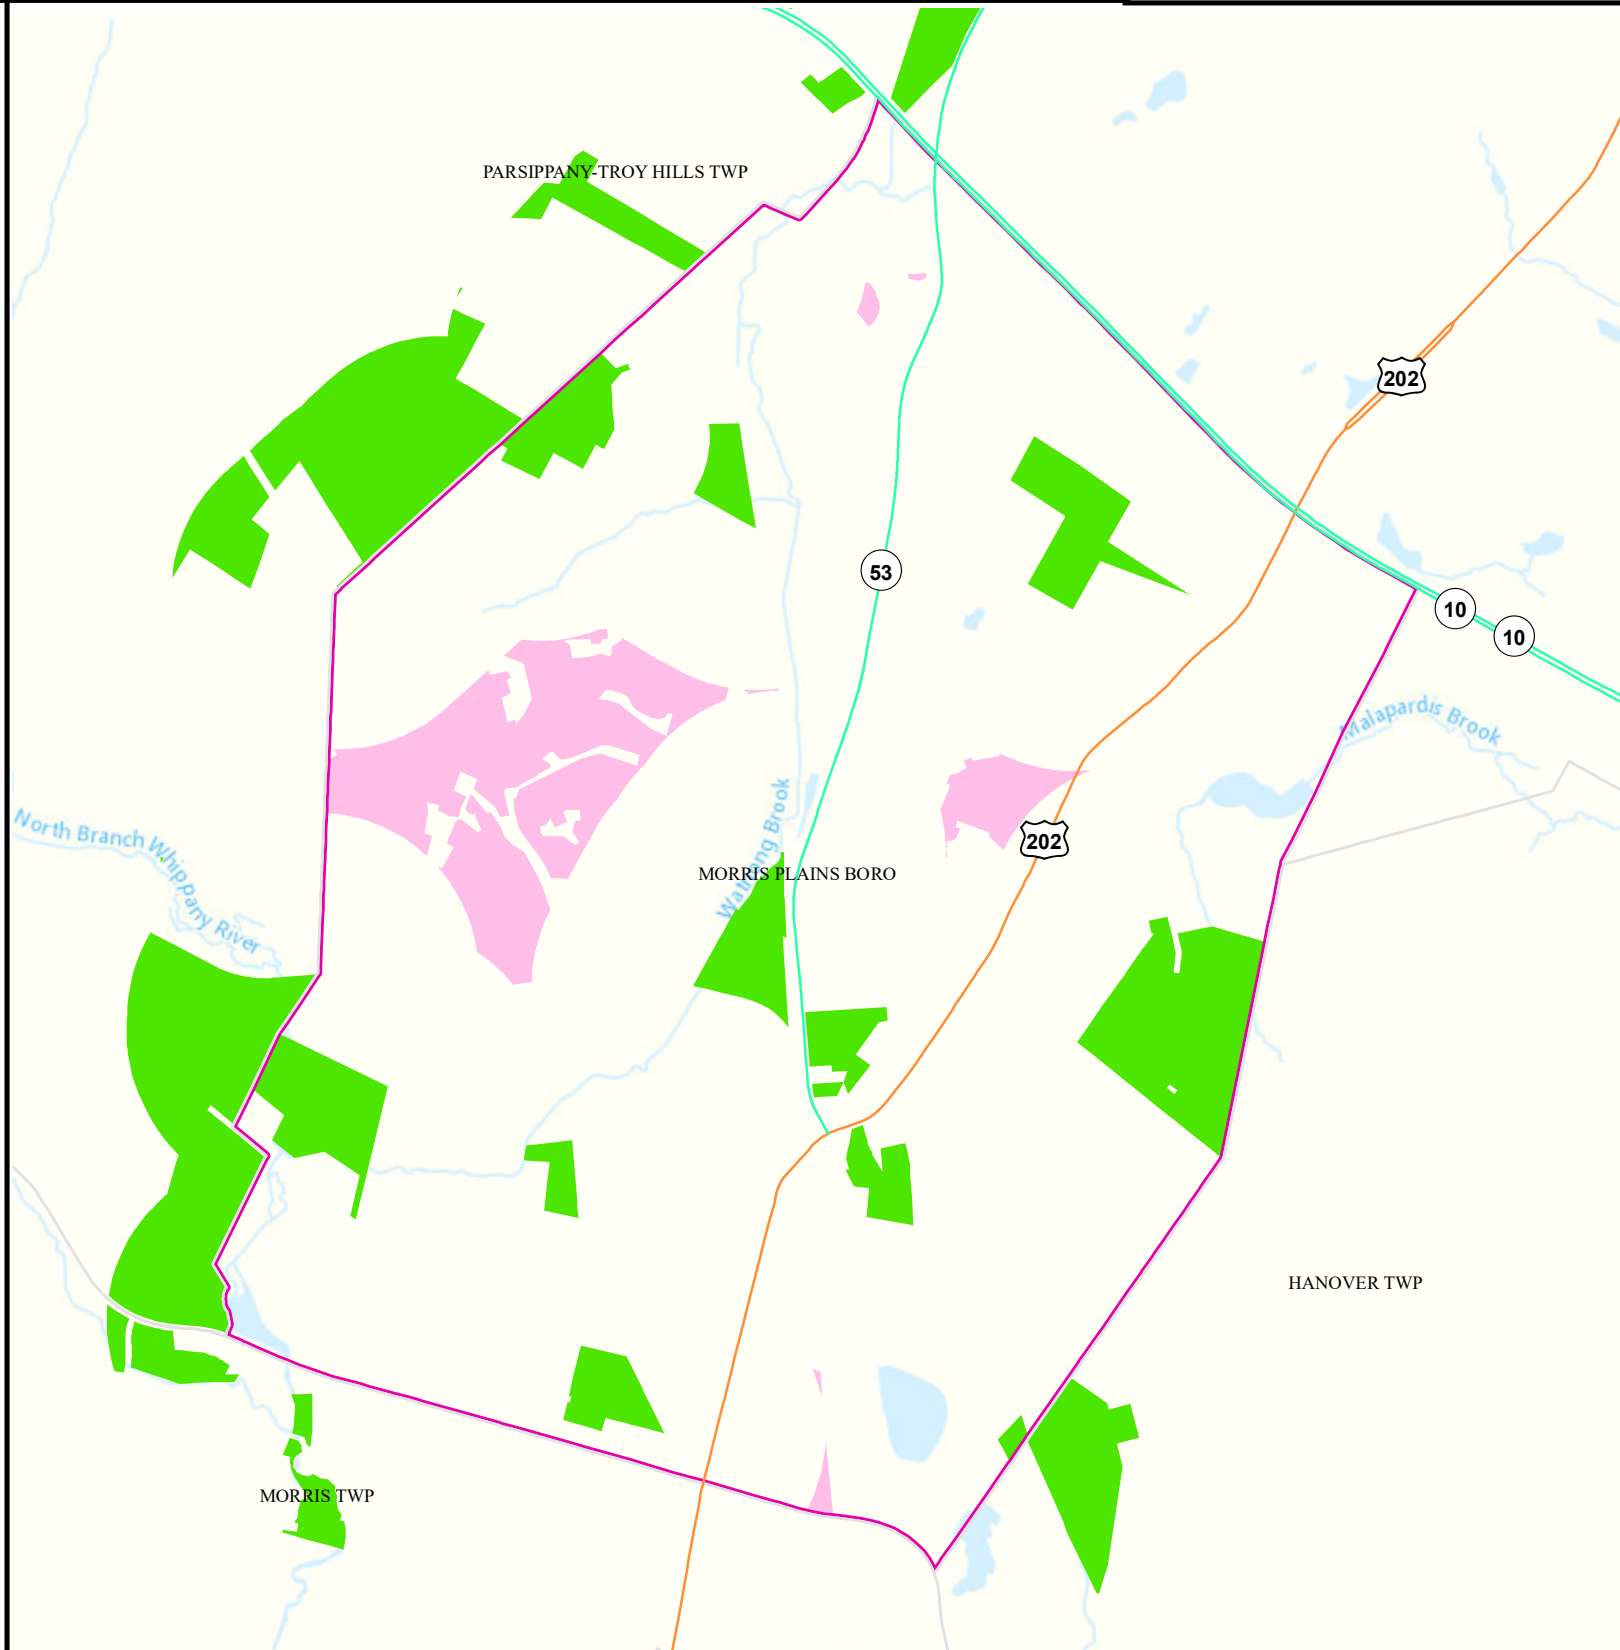 PARSIPPANY-TROY HILLS TWP
202
53
10
10
Malapardis Brook
North Branch Whippany River
Watnong Brook
202
MORRIS PLAINS BORO
HANOVER TWP
MORRIS TWP